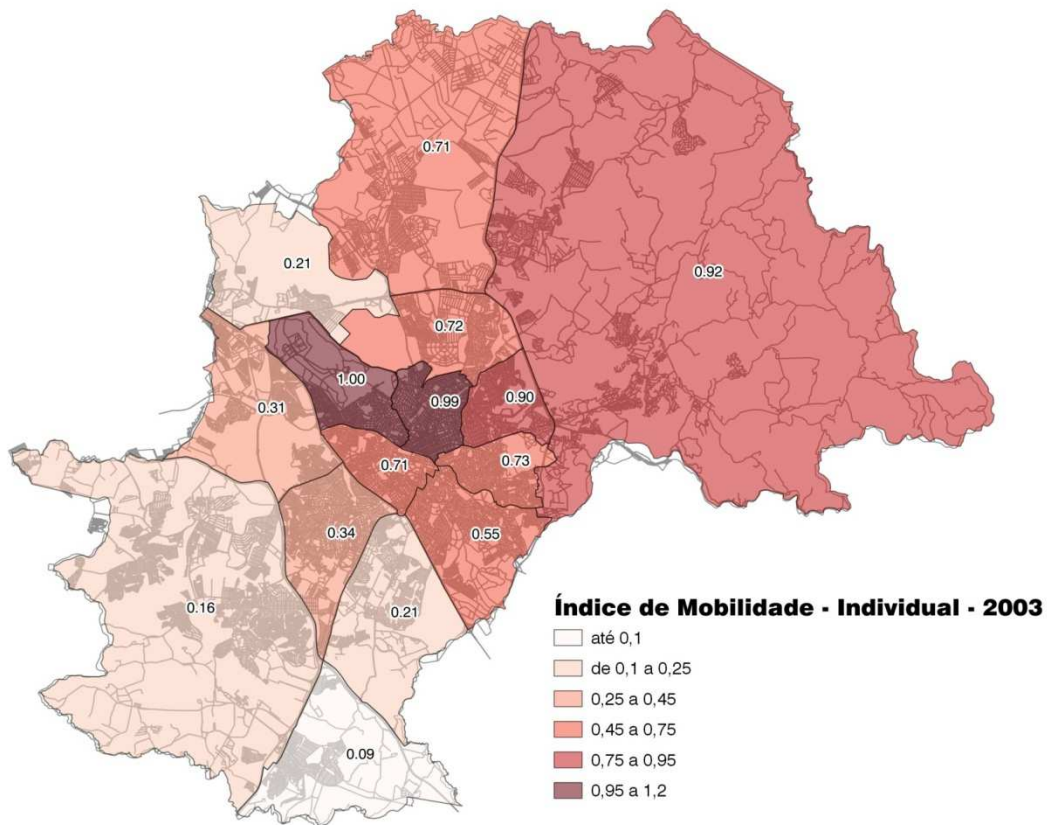 0.71
0.92
0.21
0.72
1.00
0.99
0.90
0.31
0.71
0.73
0.34
0.55
0.16
0.21
0.09
Índice de Mobilidade - Individual - 2003
até 0,1
de 0,1 a 0,25
0,25 a 0,45
0,45 a 0,75
0,75 a 0,95
0,95 a 1,2